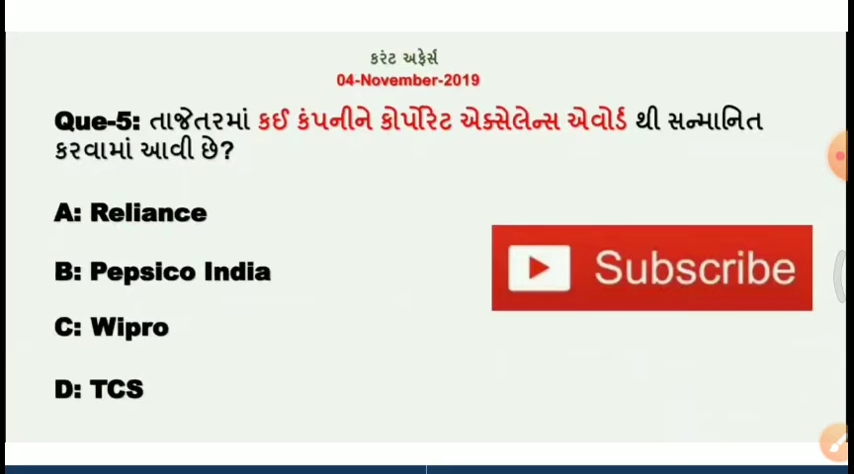 કરંટ અફેર્સ
04-November-2019
Que-5: તાજેતરમાં કઈ કંપનીને કોર્પોરેટ એક્સેલેન્સ એવોર્ડ થી સન્માનિત
કરવામાં આવી છે?
A: Reliance
B: Pepsico India
Subscribe
C: Wipro
D: TCS